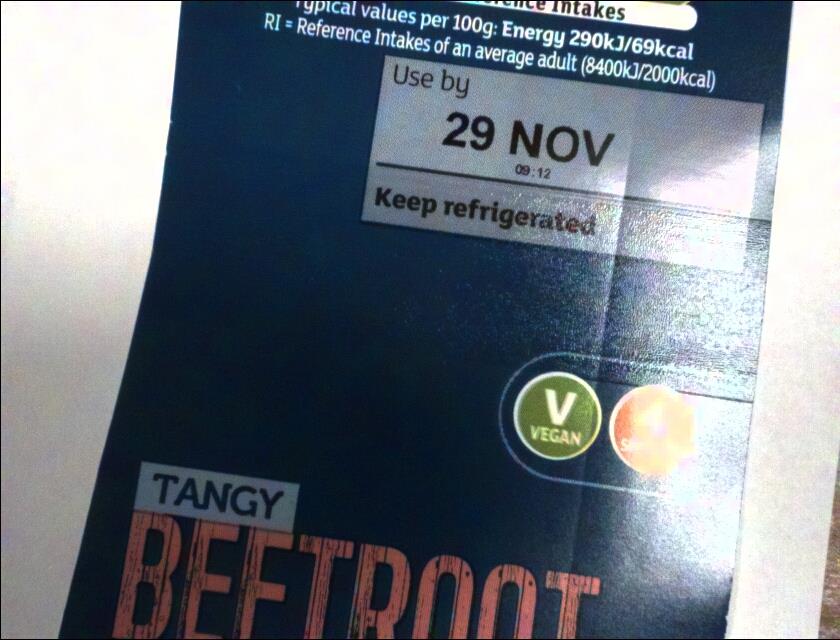 Intakes
Typical values per 100g: Energy 290kJ/69kcal
RI = Reference Intakes of an average adult (8400kJ/2000kcal)
Use by
29 NOV
09:12
Keep refrigerated
V
VEGAN
TANGY
BEETROOT